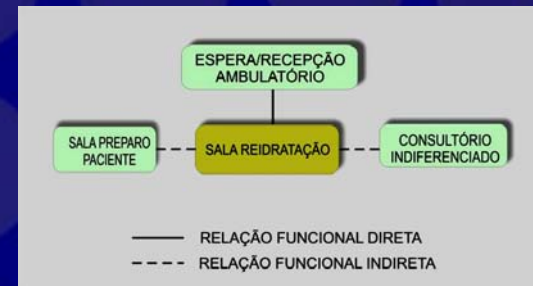 ESPERA/RECEPÇÃO
AMBULATÓRIO
SALA PREPARO
PACIENTE
SALA REIDRATAÇÃO
CONSULTÓRIO
INDIFERENCIADO
RELAÇÃO FUNCIONAL DIRETA
RELAÇÃO FUNCIONAL INDIRETA